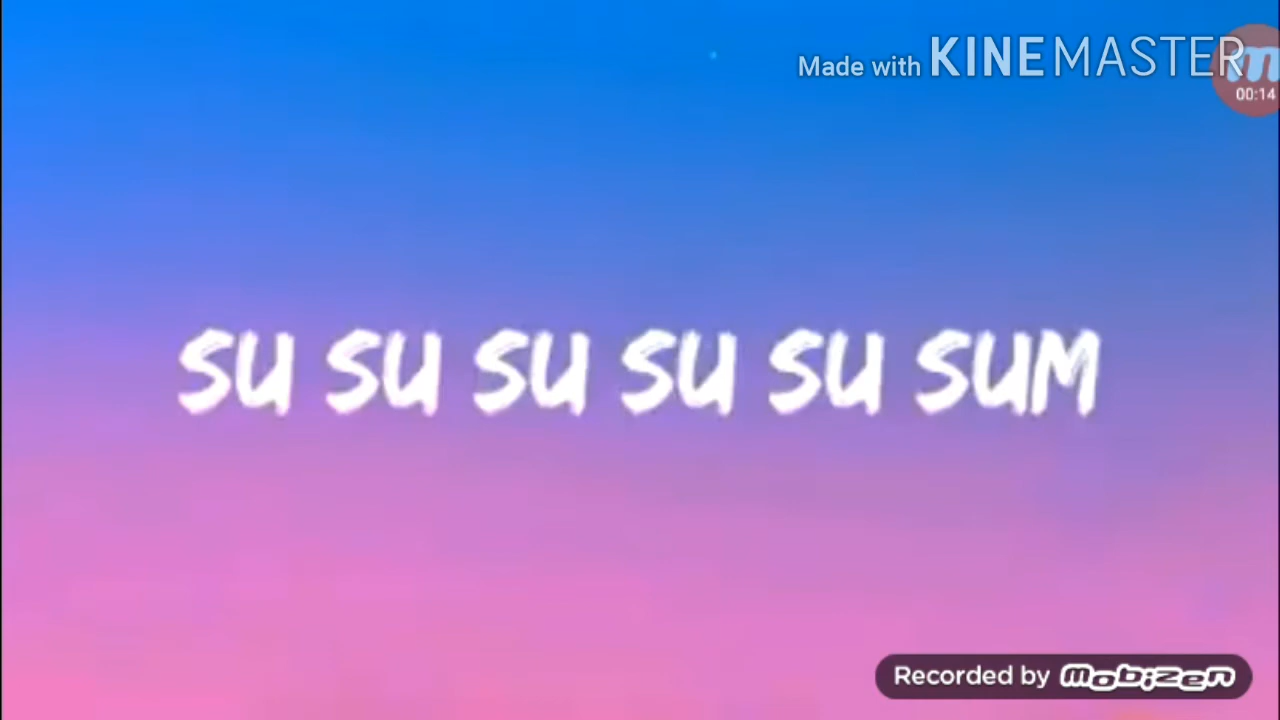 Made with KINEMASTER
00:14
SU SU SU SU SU SUM
Recorded by mobizen